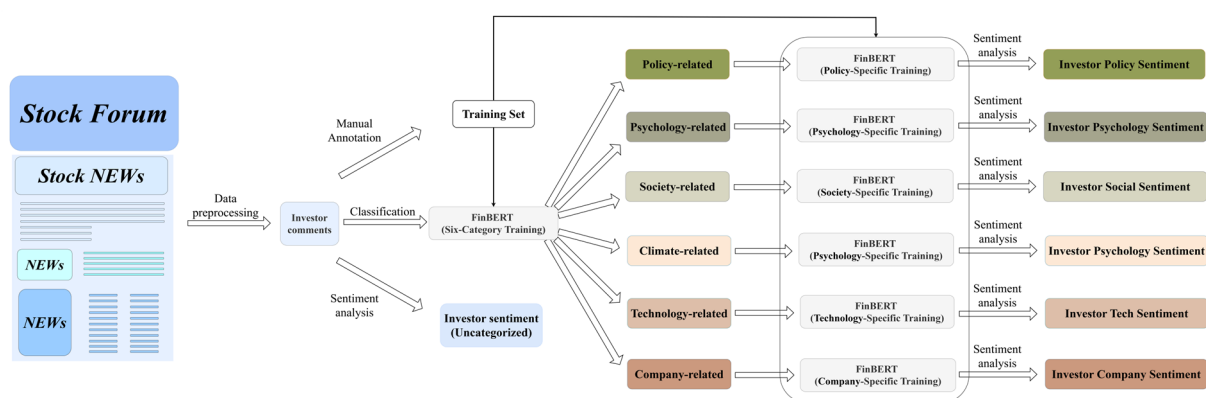 Stock Forum
Stock NEWs
NEWs
NEWs
Data
preprocessing
Investor
comments
Manual
Annotation
Classification
Sentiment
analysis
Training Set
FinBERT
(Six-Category Training)
Investor sentiment
(Uncategorized)
Policy-related
FinBERT
(Policy-Specific Training)
Sentiment
analysis
Investor Policy Sentiment
Psychology-related
FinBERT
(Psychology-Specific Training)
Sentiment
analysis
Investor Psychology Sentiment
Society-related
FinBERT
(Society-Specific Training)
Sentiment
analysis
Investor Social Sentiment
Climate-related
FinBERT
(Psychology-Specific Training)
Sentiment
analysis
Investor Psychology Sentiment
Technology-related
FinBERT
(Technology-Specific Training)
Sentiment
analysis
Investor Tech Sentiment
Company-related
FinBERT
(Company-Specific Training)
Sentiment
analysis
Investor Company Sentiment